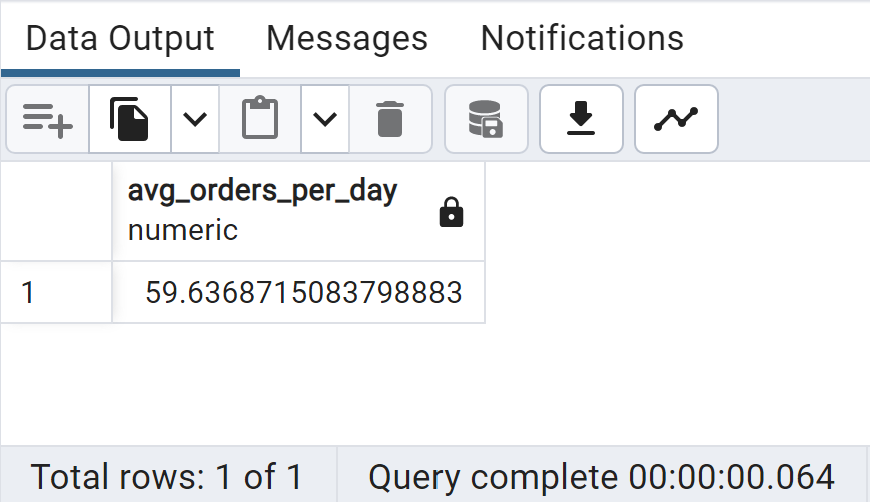 Data Output Messages Notifications
avg_orders_per_day
numeric
1 59.6368715083798883
Total rows: 1 of 1 Query complete 00:00:00.064